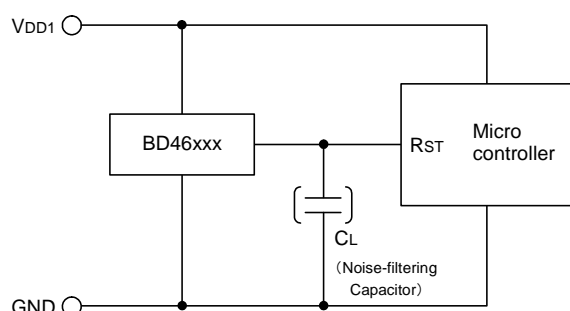 VDD1
BD46xxx
RST
Micro
controller
CL
（Noise-filtering
Capacitor）
GND